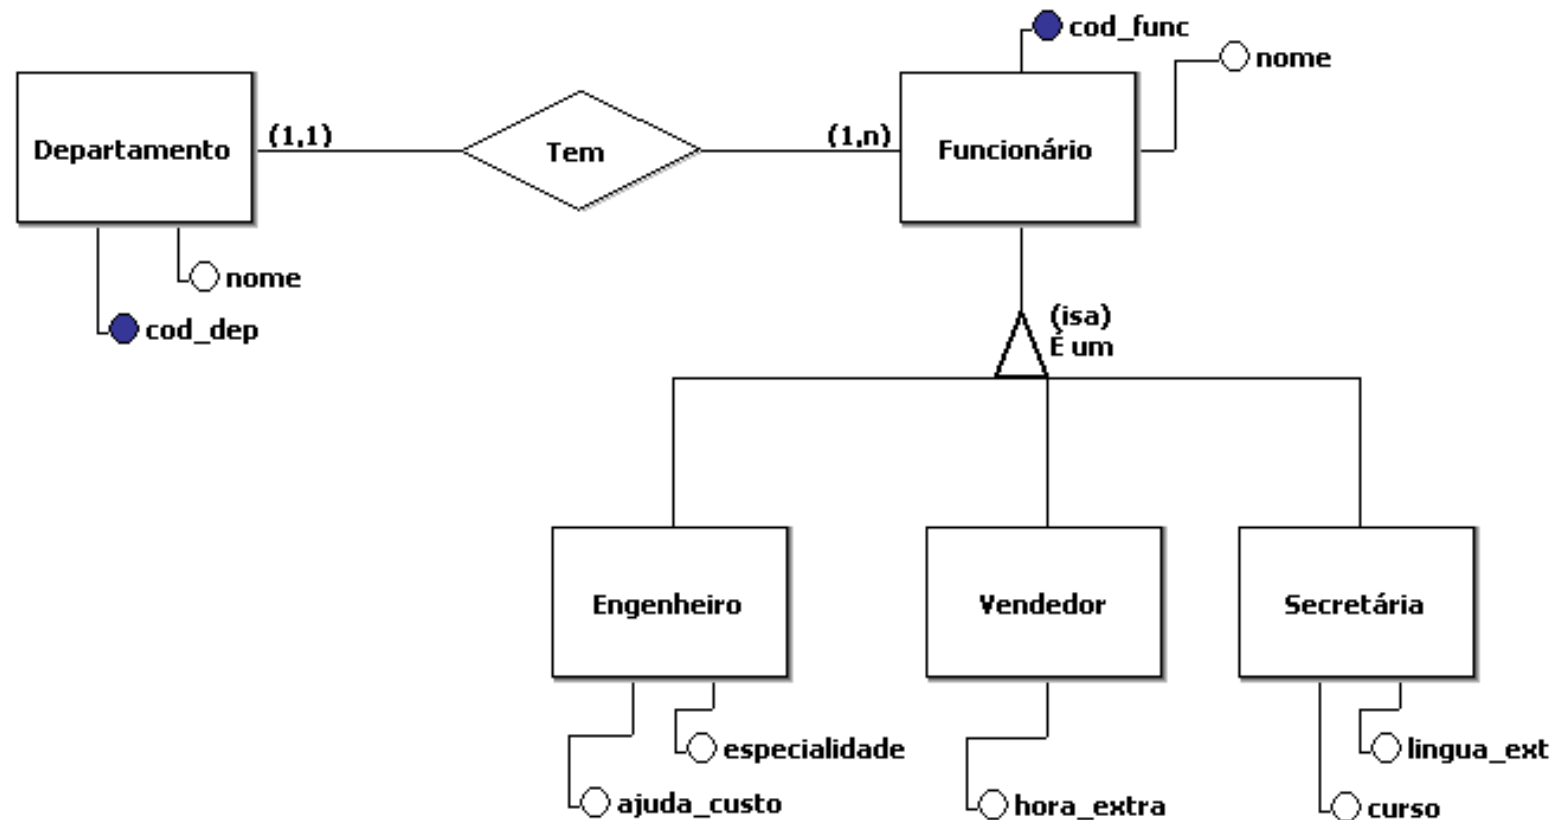 cod_func
nome
Departamento
(1,1)
Tem
(1,n)
Funcionário
nome
cod_dep
(isa)
É um
Engenheiro
Vendedor
Secretária
especialidade
lingua_ext
ajuda_custo
hora_extra
curso